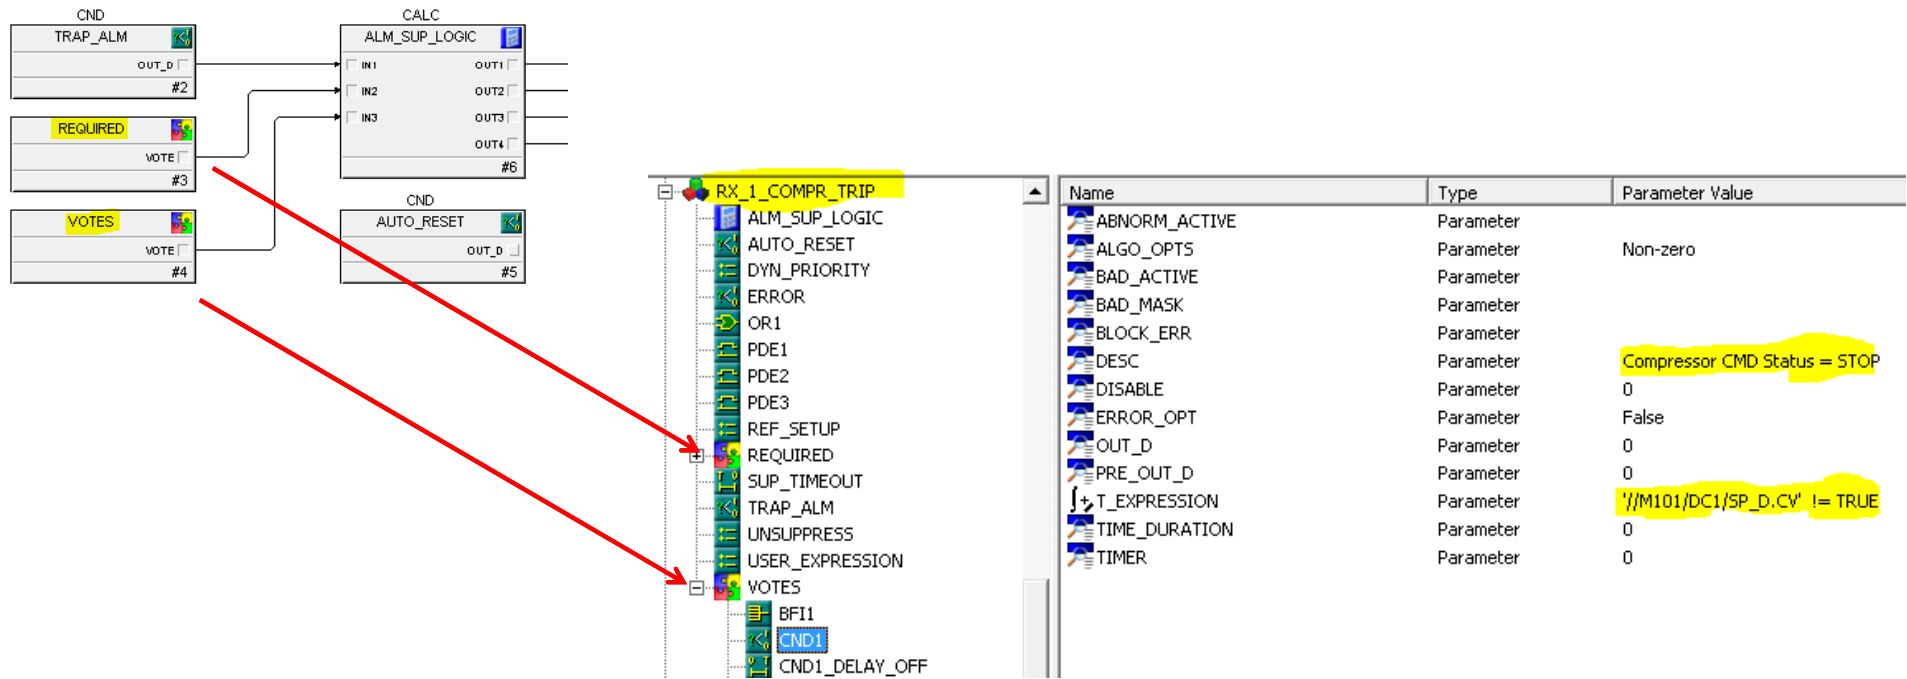 CND
TRAP_ALM
OUT_D
#2
REQUIRED
VOTE
#3
VOTES
VOTE
#4
CALC
ALM_SUP_LOGIC
IN1 OUT1
IN2 OUT2
IN3 OUT3
OUT4
#6
CND
AUTO_RESET
OUT_D
#5
RX_1_COMPR_TRIP
ALM_SUP_LOGIC
AUTO_RESET
DYN_PRIORITY
ERROR
OR1
PDE1
PDE2
PDE3
REF_SETUP
REQUIRED
SUP_TIMEOUT
TRAP_ALM
UNSUPPRESS
USER_EXPRESSION
VOTES
BFI1
CND1
CND1_DELAY_OFF
Name Type Parameter Value
ABNORM_ACTIVE Parameter
ALGO_OPTS Parameter Non-zero
BAD_ACTIVE Parameter
BAD_MASK Parameter
BLOCK_ERR Parameter
DESC Parameter Compressor CMD Status = STOP
DISABLE Parameter 0
ERROR_OPT Parameter False
OUT_D Parameter 0
PRE_OUT_D Parameter 0
T_EXPRESSION Parameter '//M101/DC1/SP_D.CV' != TRUE
TIME_DURATION Parameter 0
TIMER Parameter 0